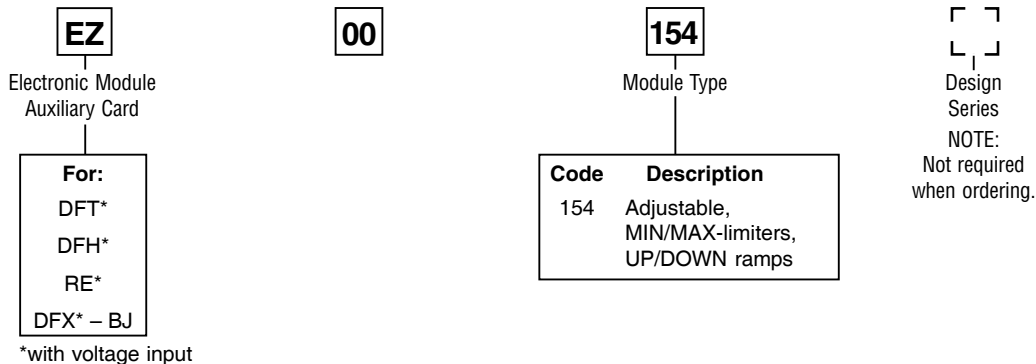 EZ
00
154
Electronic Module
Auxiliary Card
Module Type
Design
Series
NOTE:
Not required
when ordering.
For:
DFT*
DFH*
RE*
DFX* – BJ
*with voltage input
Code Description
154 Adjustable,
MIN/MAX-limiters,
UP/DOWN ramps